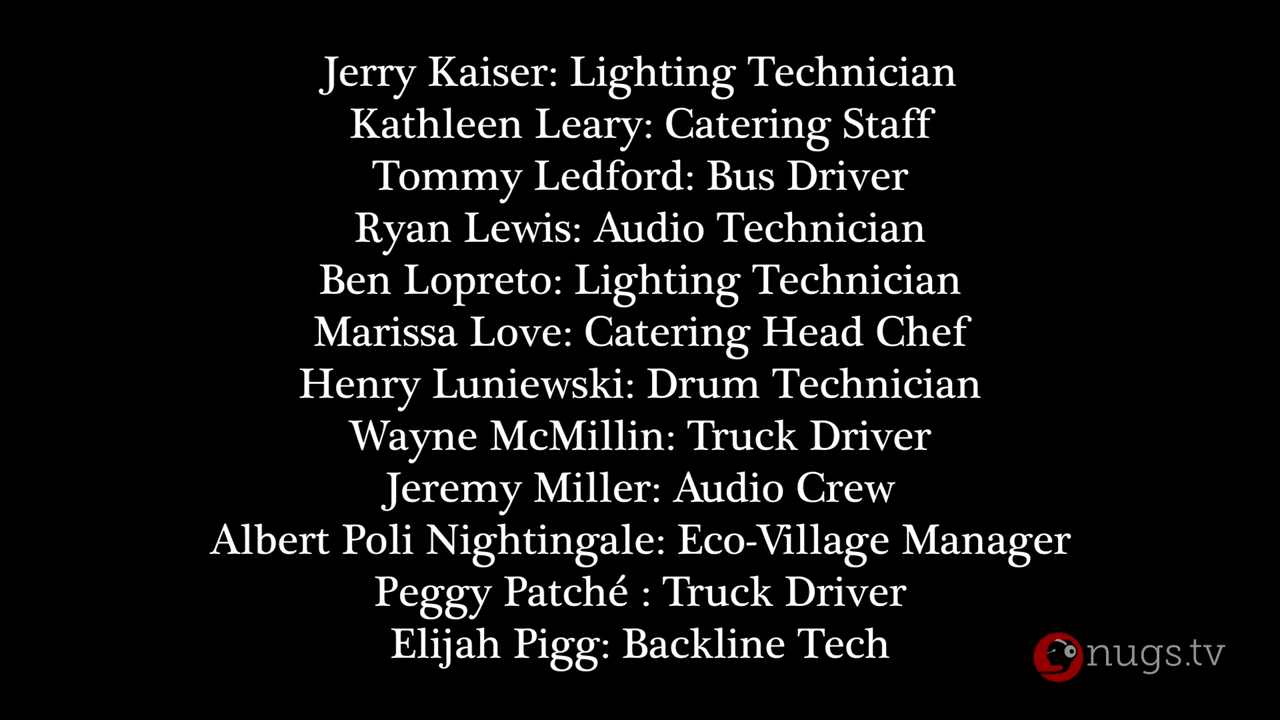 Jerry Kaiser: Lighting Technician
Kathleen Leary: Catering Staff
Tommy Ledford: Bus Driver
Ryan Lewis: Audio Technician
Ben Lopreto: Lighting Technician
Marissa Love: Catering Head Chef
Henry Luniewski: Drum Technician
Wayne McMillin: Truck Driver
Jeremy Miller: Audio Crew
Albert Poli Nightingale: Eco-Village Manager
Peggy Patché : Truck Driver
Elijah Pigg: Backline Tech
nugs.tv